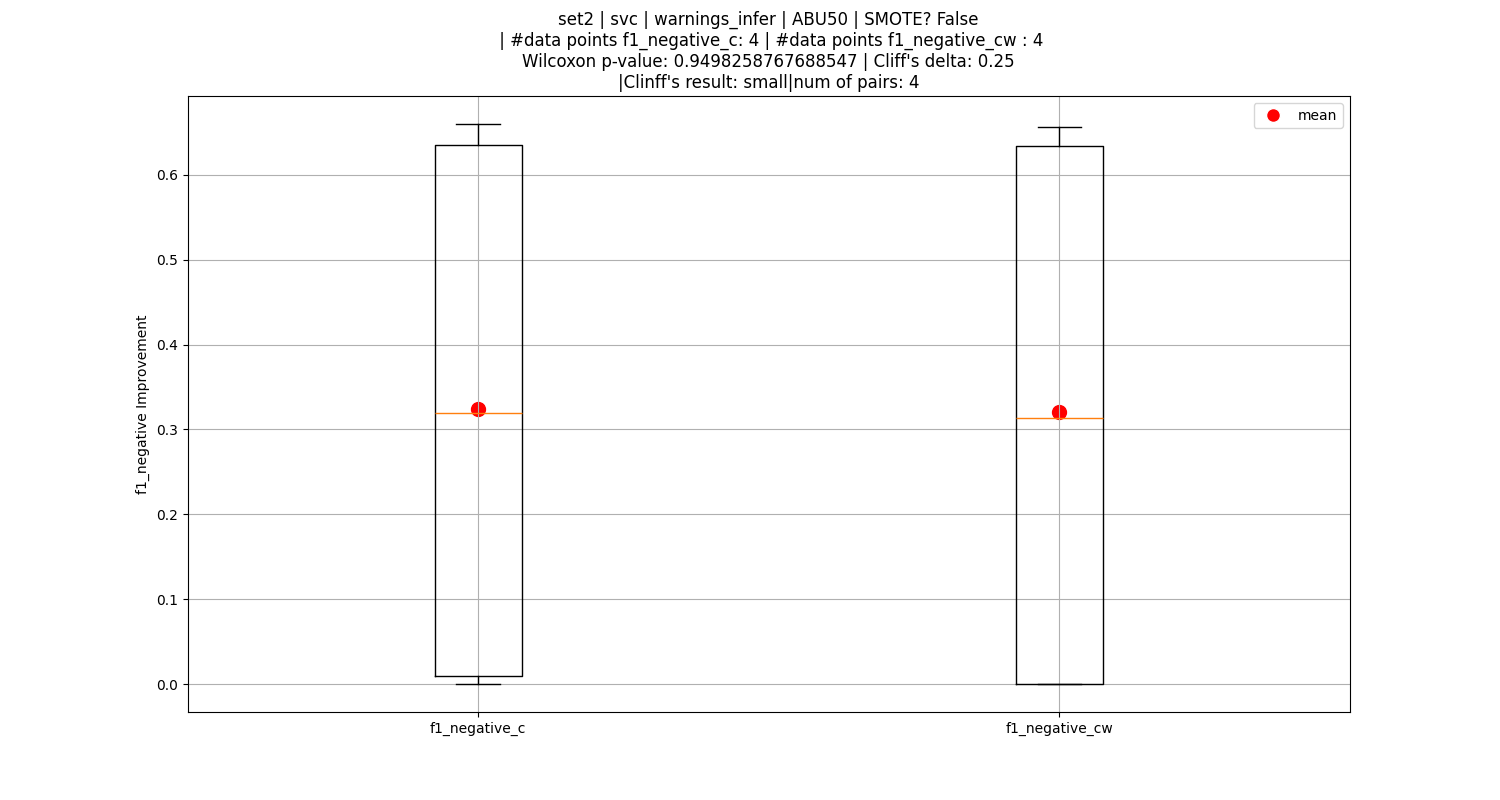 set2 | svc | warnings_infer | ABU50 | SMOTE? False
| #data points f1_negative_c: 4 | #data points f1_negative_cw : 4
Wilcoxon p-value: 0.9498258767688547 | Cliff's delta: 0.25
|Clinff's result: small|num of pairs: 4
mean
0.6
0.5
0.4
0.3
0.2
0.1
0.0
f1_negative Improvement
f1_negative_c
f1_negative_cw